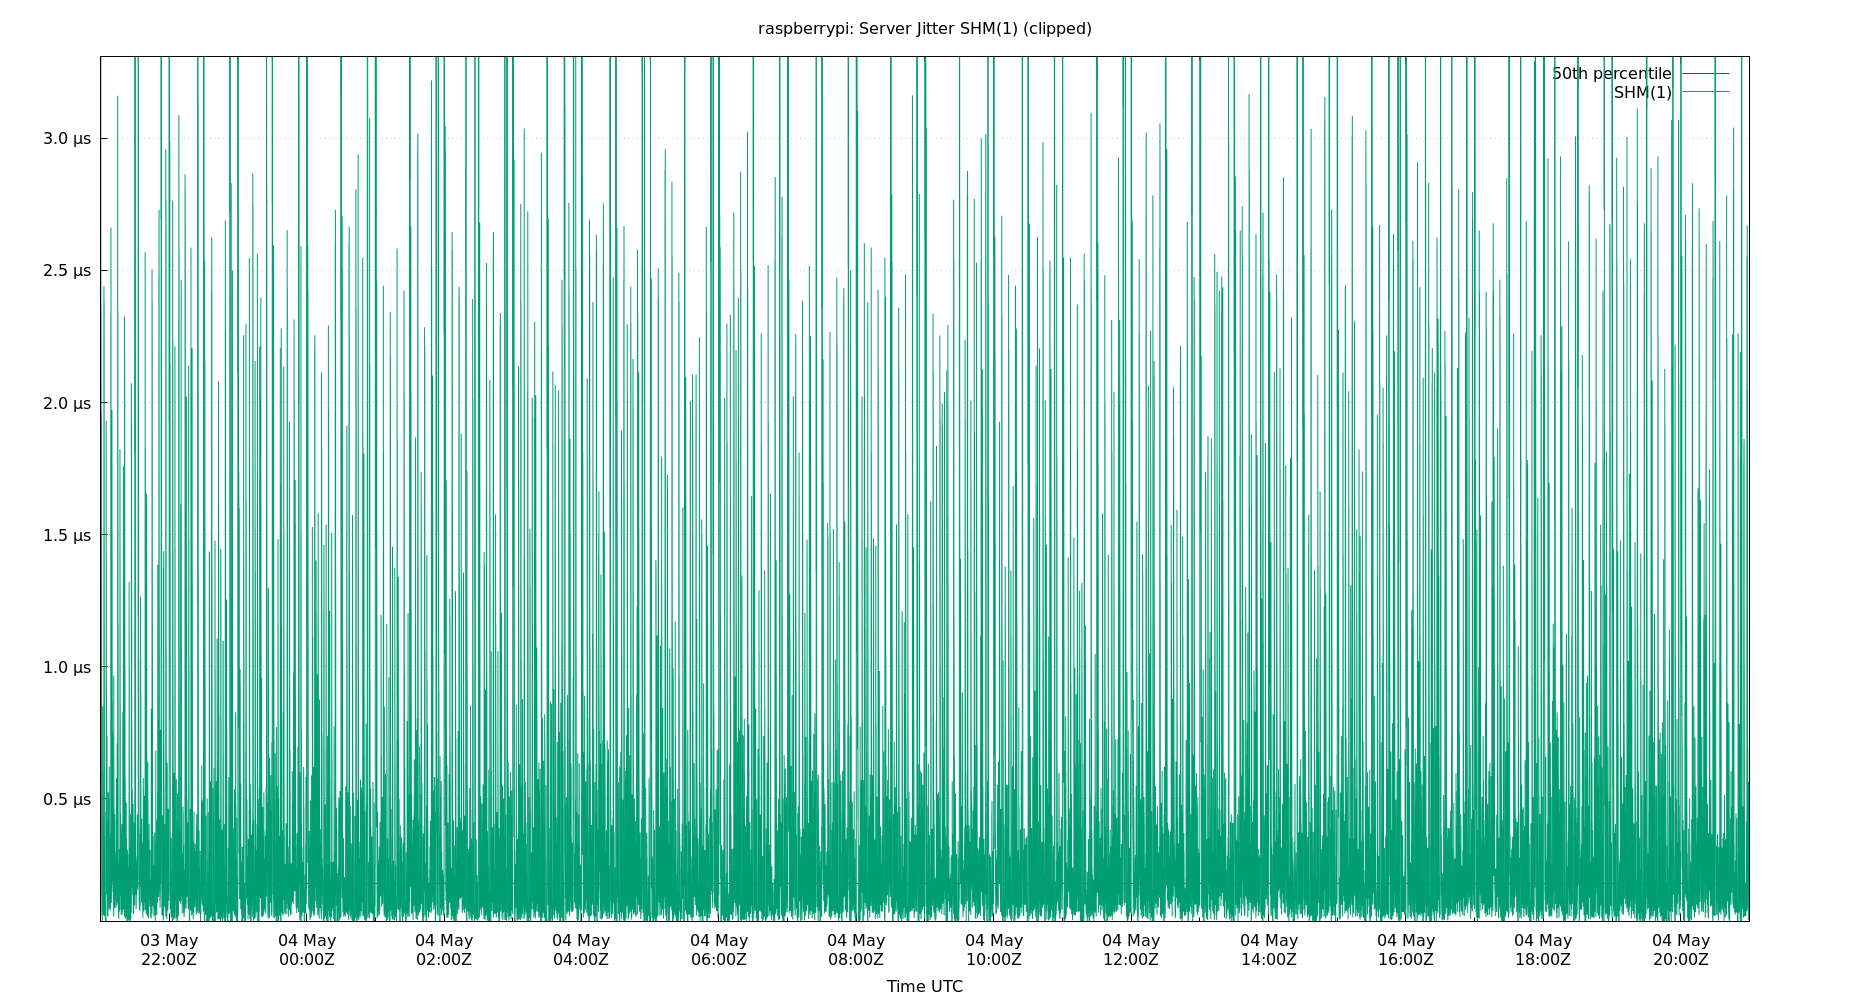 raspberrypi: Server Jitter SHM(1) (clipped)
50th percentile
SHM(1)
3.0 µs
2.5 µs
2.0 µs
1.5 µs
1.0 µs
0.5 µs
03 May 04 May 04 May 04 May 04 May 04 May 04 May 04 May 04 May 04 May 04 May 04 May
22:00Z 00:00Z 02:00Z 04:00Z 06:00Z 08:00Z 10:00Z 12:00Z 14:00Z 16:00Z 18:00Z 20:00Z
Time UTC